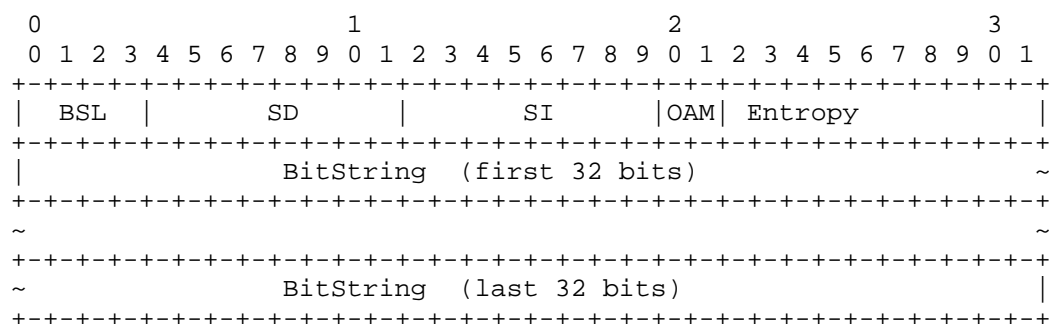 0                   1                   2                   3
 0 1 2 3 4 5 6 7 8 9 0 1 2 3 4 5 6 7 8 9 0 1 2 3 4 5 6 7 8 9 0 1
+-+-+-+-+-+-+-+-+-+-+-+-+-+-+-+-+-+-+-+-+-+-+-+-+-+-+-+-+-+-+-+-+
|  BSL  |       SD      |       SI      |OAM| Entropy           |
+-+-+-+-+-+-+-+-+-+-+-+-+-+-+-+-+-+-+-+-+-+-+-+-+-+-+-+-+-+-+-+-+
|                BitString  (first 32 bits)                     ~
+-+-+-+-+-+-+-+-+-+-+-+-+-+-+-+-+-+-+-+-+-+-+-+-+-+-+-+-+-+-+-+-+
~                                                               ~
+-+-+-+-+-+-+-+-+-+-+-+-+-+-+-+-+-+-+-+-+-+-+-+-+-+-+-+-+-+-+-+-+
~                BitString  (last 32 bits)                      |
+-+-+-+-+-+-+-+-+-+-+-+-+-+-+-+-+-+-+-+-+-+-+-+-+-+-+-+-+-+-+-+-+